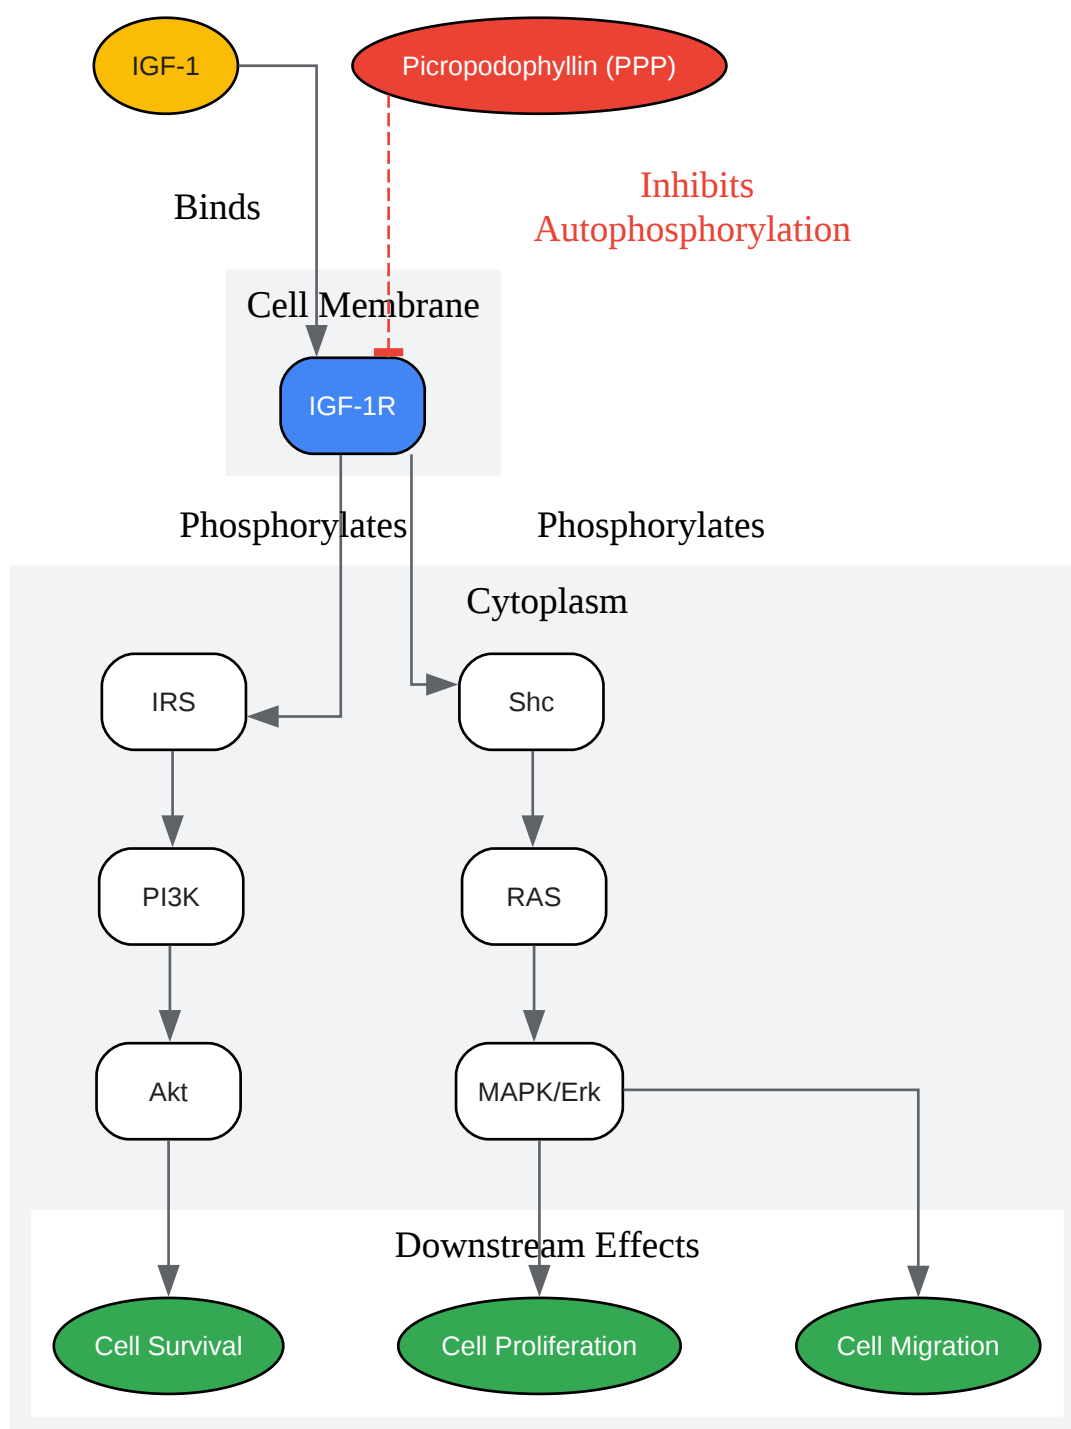 IGF-1
Picropodophyllin (PPP)
Binds
Inhibits
Autophosphorylation
Cell Membrane
IGF-1R
Phosphorylates
Phosphorylates
Cytoplasm
IRS
Shc
PI3K
RAS
Akt
MAPK/Erk
Downstream Effects
Cell Survival
Cell Proliferation
Cell Migration